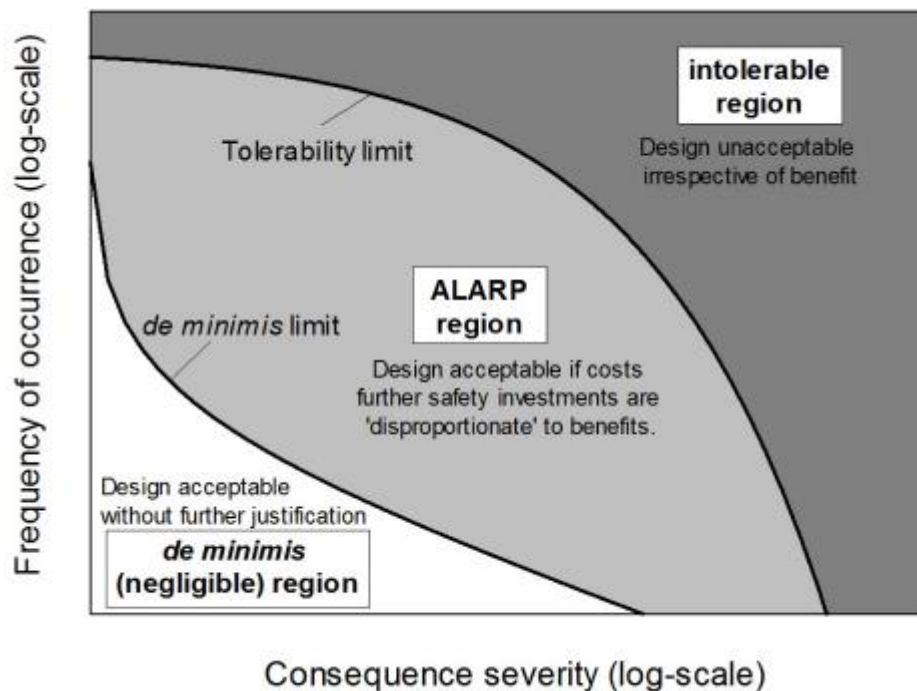 Frequency of occurrence (log-scale)
intolerable
region
Design unacceptable
irrespective of benefit
Tolerability limit
ALARP
region
Design acceptable if costs
further safety investments are
'disproportionate' to benefits.
de minimis limit
Design acceptable
without further justification
de minimis
(negligible) region
Consequence severity (log-scale)